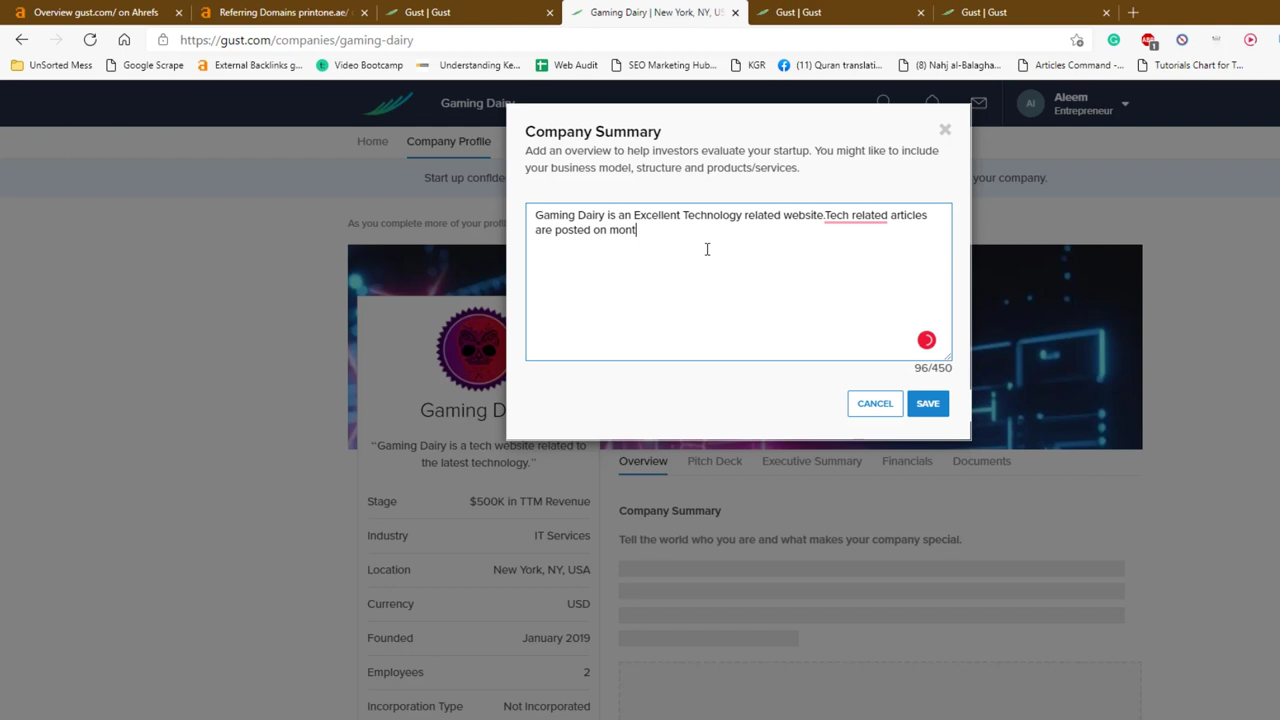 Overview gust.com/ on Ahrefs
Referring Domains printone.ae/
Gust | Gust
Gaming Dairy | New York, NY, US
Gust | Gust
Gust | Gust
https://gust.com/companies/gaming-dairy
UnSorted Mess
Google Scrape
External Backlinks g...
Video Bootcamp
Understanding Ke...
Web Audit
SEO Marketing Hub...
KGR
(11) Quran translati...
(8) Nahj al-Balagha...
Articles Command -...
Tutorials Chart for T...
Gaming Dairy
AI
Aleem
Entrepreneur
Home
Company Profile
Start up confide
your company.
As you complete more of your profi
Company Summary
Add an overview to help investors evaluate your startup. You might like to include
your business model, structure and products/services.
Gaming Dairy is an Excellent Technology related website.Tech related articles
are posted on mont
96/450
CANCEL
SAVE
Gaming D
"Gaming Dairy is a tech website related to
the latest technology."
Stage
$500K in TTM Revenue
Industry
IT Services
Location
New York, NY, USA
Currency
USD
Founded
January 2019
Employees
2
Incorporation Type
Not Incorporated
Overview
Pitch Deck
Executive Summary
Financials
Documents
Company Summary
Tell the world who you are and what makes your company special.